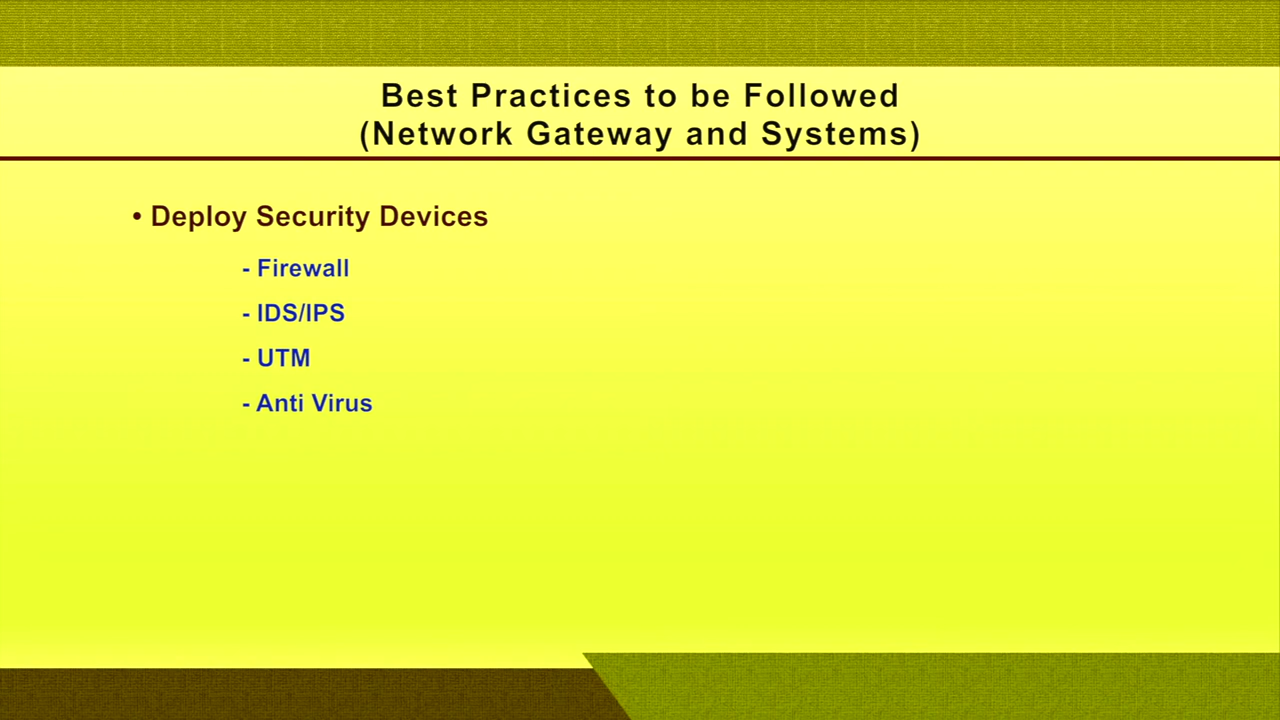 Best Practices to be Followed
(Network Gateway and Systems)
• Deploy Security Devices
- Firewall
- IDS/IPS
- UTM
- Anti Virus